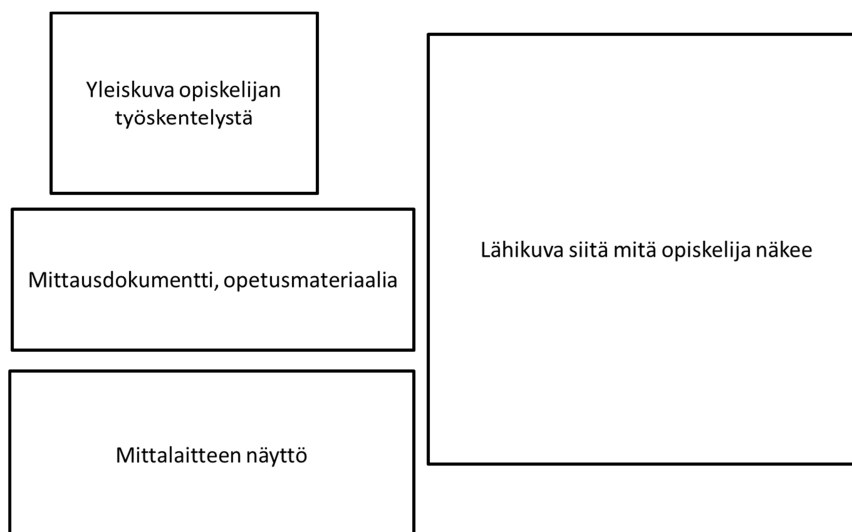 Yleiskuva opiskelijan
työskentelystä
Mittausdokumentti, opetusmateriaalia
Mittalaitteen näyttö
Lähikuva siitä mitä opiskelija näkee